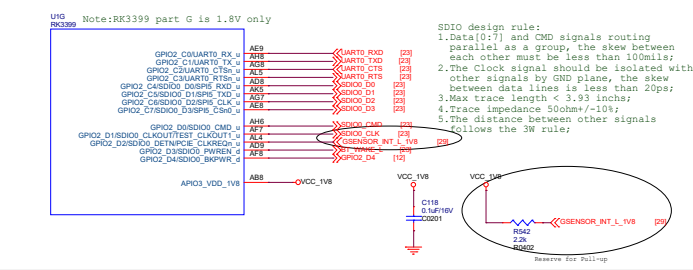 U1G
RK3399
Note:RK3399 part G is 1.8V only
GPIO2_C0/UART0_RX_u AE9 UART0_RXD [23]
GPIO2_C1/UART0_TX_u AH8 UART0_TXD [23]
GPIO2_C2/UART0_CTSn_u AG8 UART0_CTS [23]
GPIO2_C3/UART0_RTSn_u AL5 UART0_RTS [23]
GPIO2_C4/SDIO0_D0/SPI5_RXD_u AD8 SDIO0_D0 [23]
GPIO2_C5/SDIO0_D1/SPI5_TXD_u AK5 SDIO0_D1 [23]
GPIO2_C6/SDIO0_D2/SPI5_CLK_u AG7 SDIO0_D2 [23]
GPIO2_C7/SDIO0_D3/SPI5_CSn0_u AE8 SDIO0_D3 [23]
GPIO2_D0/SDIO0_CMD_u AH6 SDIO0_CMD [23]
GPIO2_D1/SDIO0_CLKOUT/TEST_CLKOUT1_u AF7 SDIO0_CLK [23]
GPIO2_D2/SDIO0_DETN/PCIE_CLKREQn_u AL4 GSENSOR_INT_L_1V8 [29]
GPIO2_D3/SDIO0_PWREN_d AD9 BT_WAKE_L [23]
GPIO2_D4/SDIO0_BKPWR_d AF8 GPIO2_D4 [12]
APIO3_VDD_1V8 AB8 VCC_1V8
SDIO design rule:
1.Data[0:7] and CMD signals routing
parallel as a group, the skew between
each other must be less than 100mils;
2.The Clock signal should be isolated with
other signals by GND plane, the skew
between data lines is less than 20ps;
3.Max trace length < 3.93 inchs;
4.Trace impedance 50ohm+/-10%;
5.The distance between other signals
follows the 3W rule;
VCC_1V8
C118
0.1uF/16V
C0201
VCC_1V8
GSENSOR_INT_L_1V8 [29]
R542
2.2k
R0402
Reserve for Pull-up